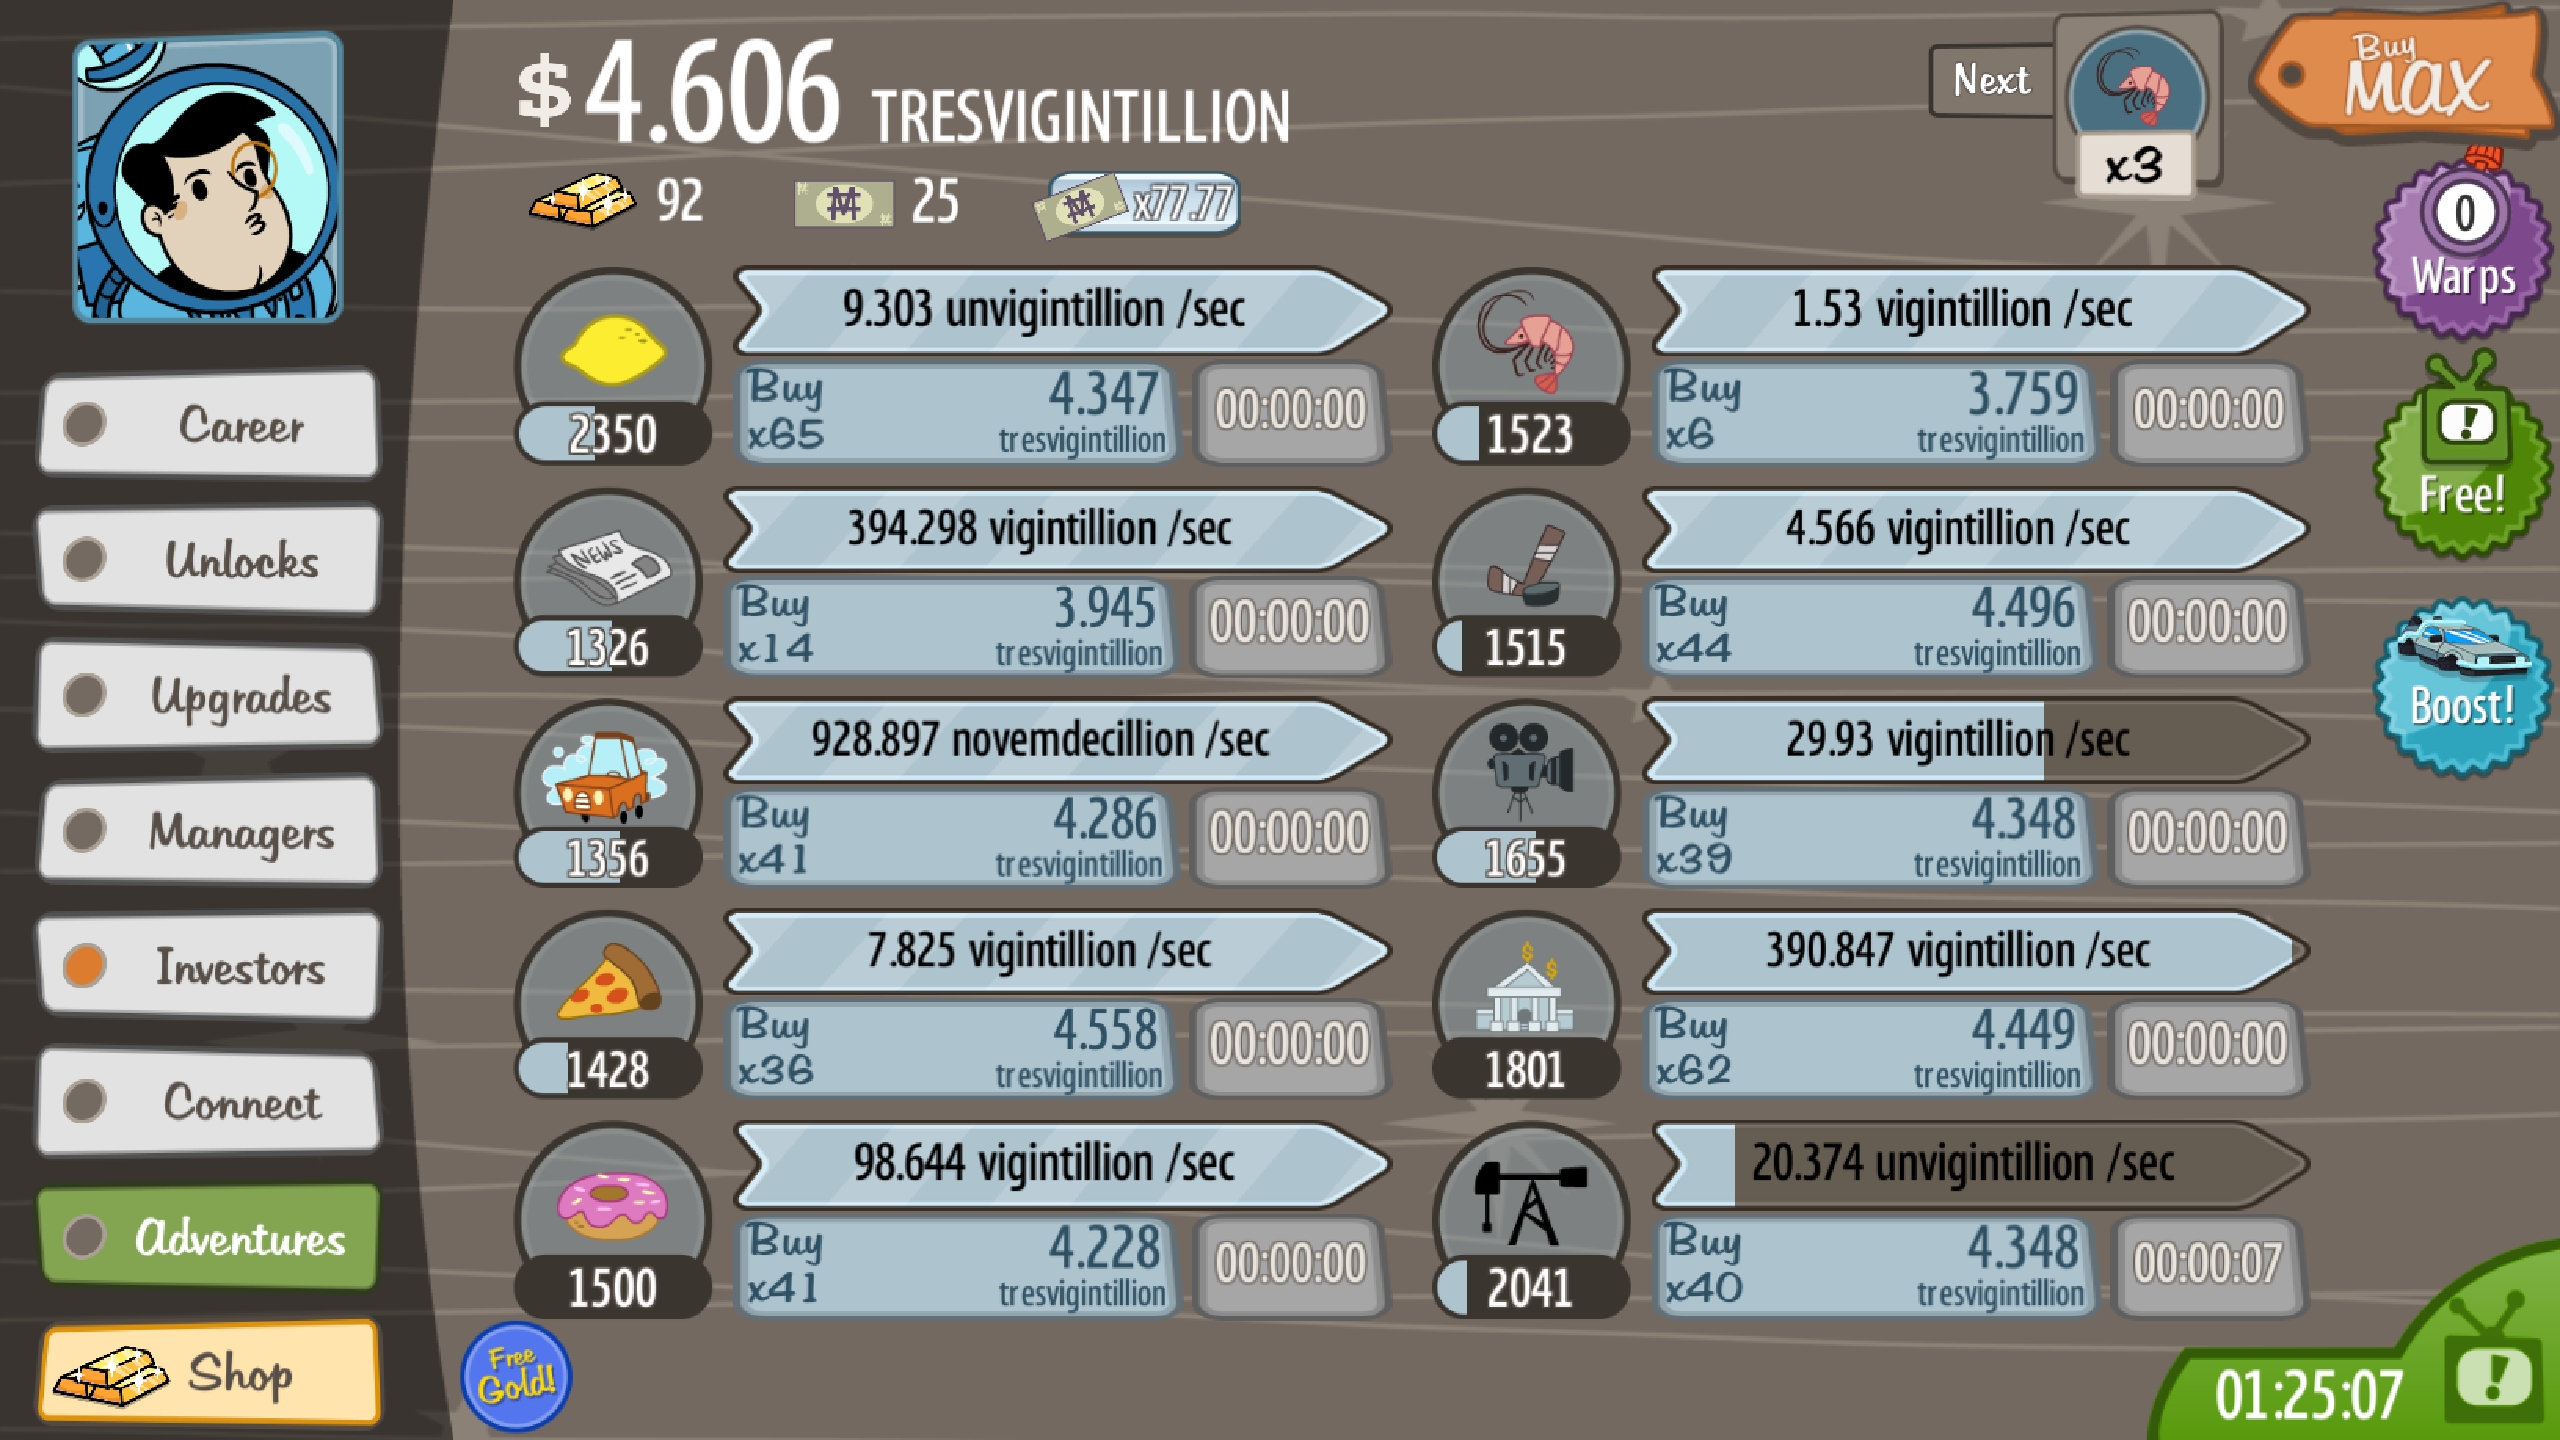 $4.606 TRESVIGINTILLION
Next
x3
Buy
MAX
92
25
x77.77
0
Warps
Free!
Boost!
Career
Unlocks
Upgrades
Managers
Investors
Connect
Adventures
Shop
9.303 unvigintillion /sec
2350
Buy
x65
4.347
tresvigintillion
00:00:00
NEWS
394.298 vigintillion /sec
1326
Buy
x14
3.945
tresvigintillion
00:00:00
928.897 novemdecillion /sec
1356
Buy
x41
4.286
tresvigintillion
00:00:00
7.825 vigintillion /sec
1428
Buy
x36
4.558
tresvigintillion
00:00:00
98.644 vigintillion /sec
1500
Buy
x41
4.228
tresvigintillion
00:00:00
1.53 vigintillion /sec
1523
Buy
x6
3.759
tresvigintillion
00:00:00
4.566 vigintillion /sec
1515
Buy
x44
4.496
tresvigintillion
00:00:00
29.93 vigintillion /sec
1655
Buy
x39
4.348
tresvigintillion
00:00:00
390.847 vigintillion /sec
1801
Buy
x62
4.449
tresvigintillion
00:00:00
20.374 unvigintillion /sec
2041
Buy
x40
4.348
tresvigintillion
00:00:07
Free
Gold!
01:25:07